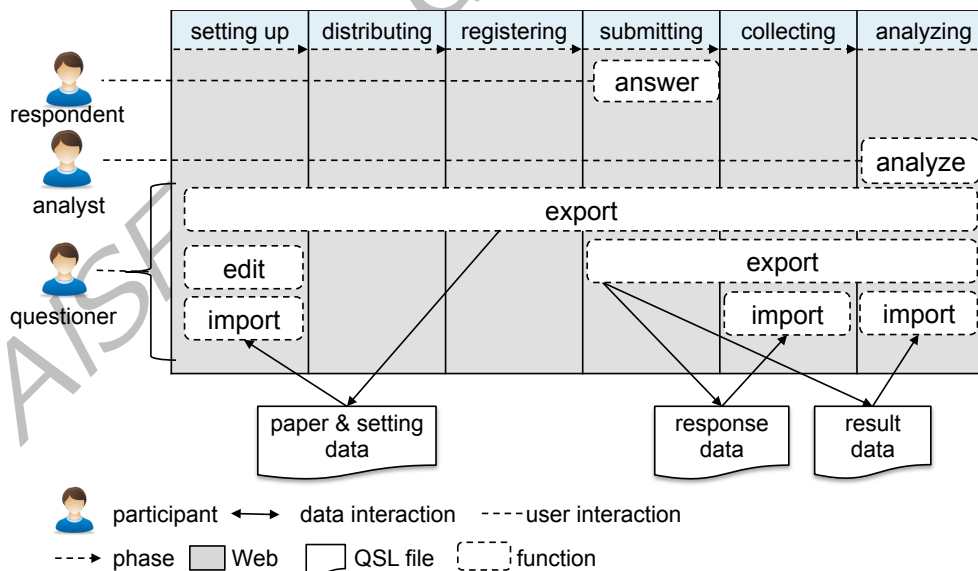 setting up distributing registering submitting collecting analyzing
answer
respondent
analyze
analyst
export
edit
export
questioner
import import import
paper & setting
data
response
data
result
data
participant data interaction user interaction
phase Web QSL file function